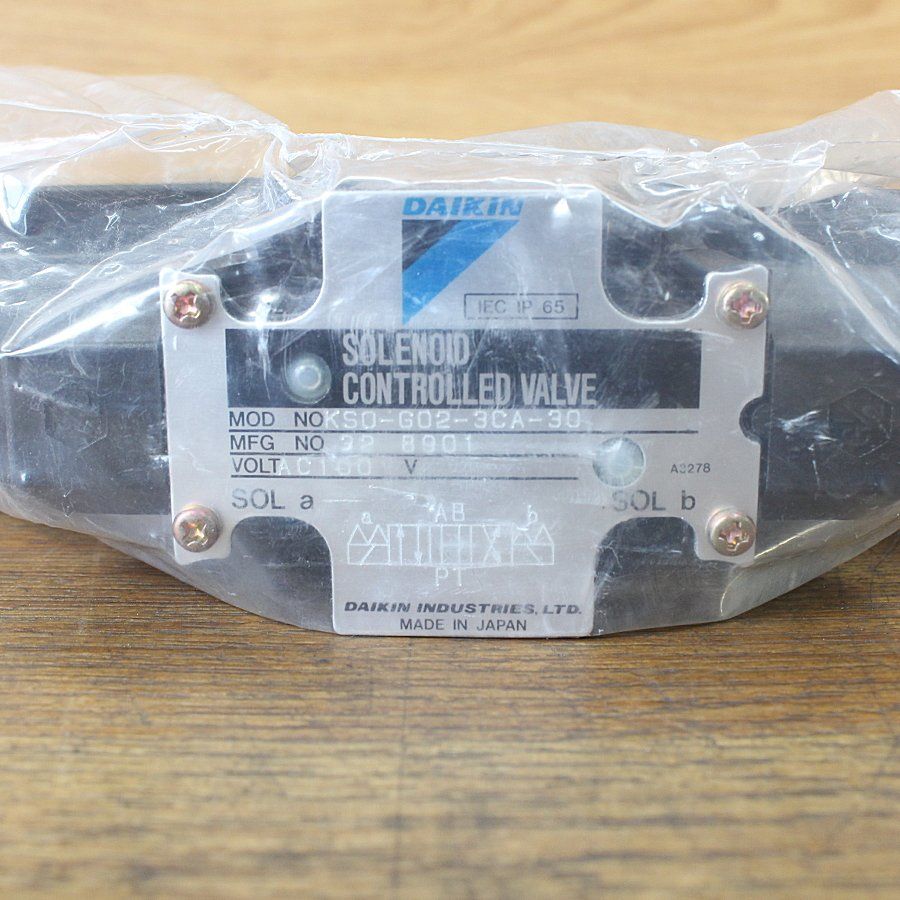 DAIKIN
IEC IP 65
SOLENOID
CONTROLLED VALVE
MOD NO KSO-G02-3CA-30
MFG NO 32 8901
VOLT AC100 V
A3278
SOL a SOL b
a AB b
PT
DAIKIN INDUSTRIES, LTD.
MADE IN JAPAN